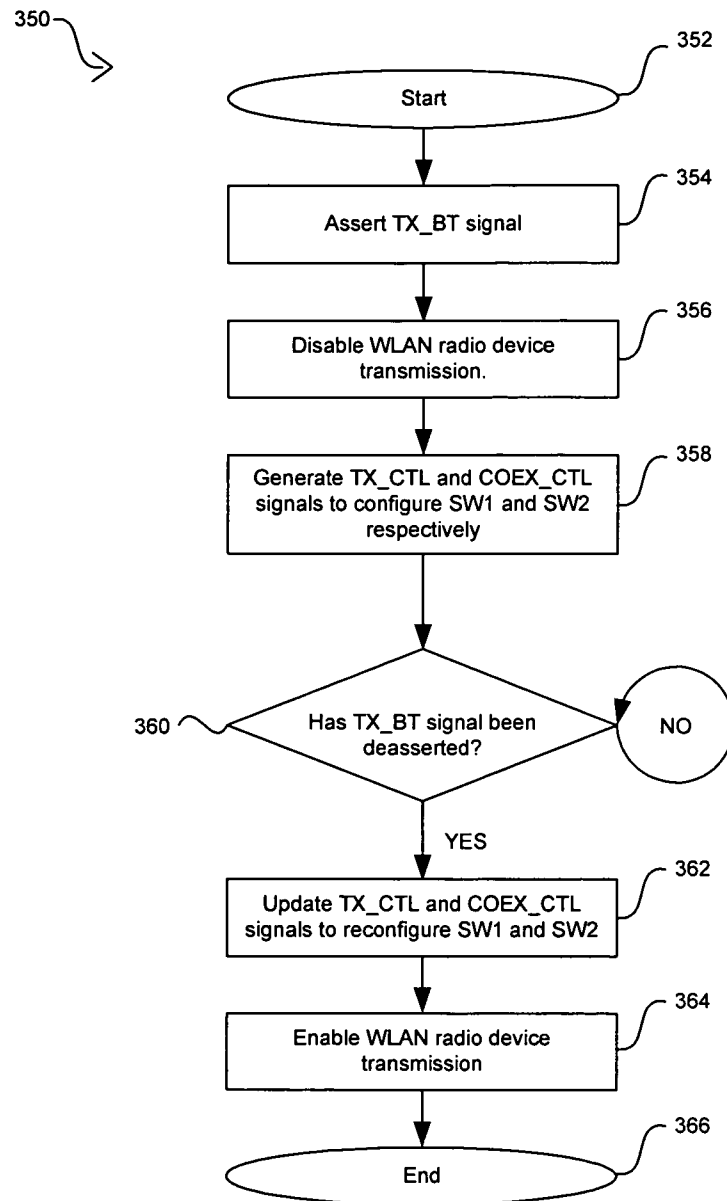 350
352
Start
354
Assert TX_BT signal
356
Disable WLAN radio device
transmission.
358
Generate TX_CTL and COEX_CTL
signals to configure SW1 and SW2
respectively
360
Has TX_BT signal been
deasserted?
NO
YES
362
Update TX_CTL and COEX_CTL
signals to reconfigure SW1 and SW2
364
Enable WLAN radio device
transmission
366
End